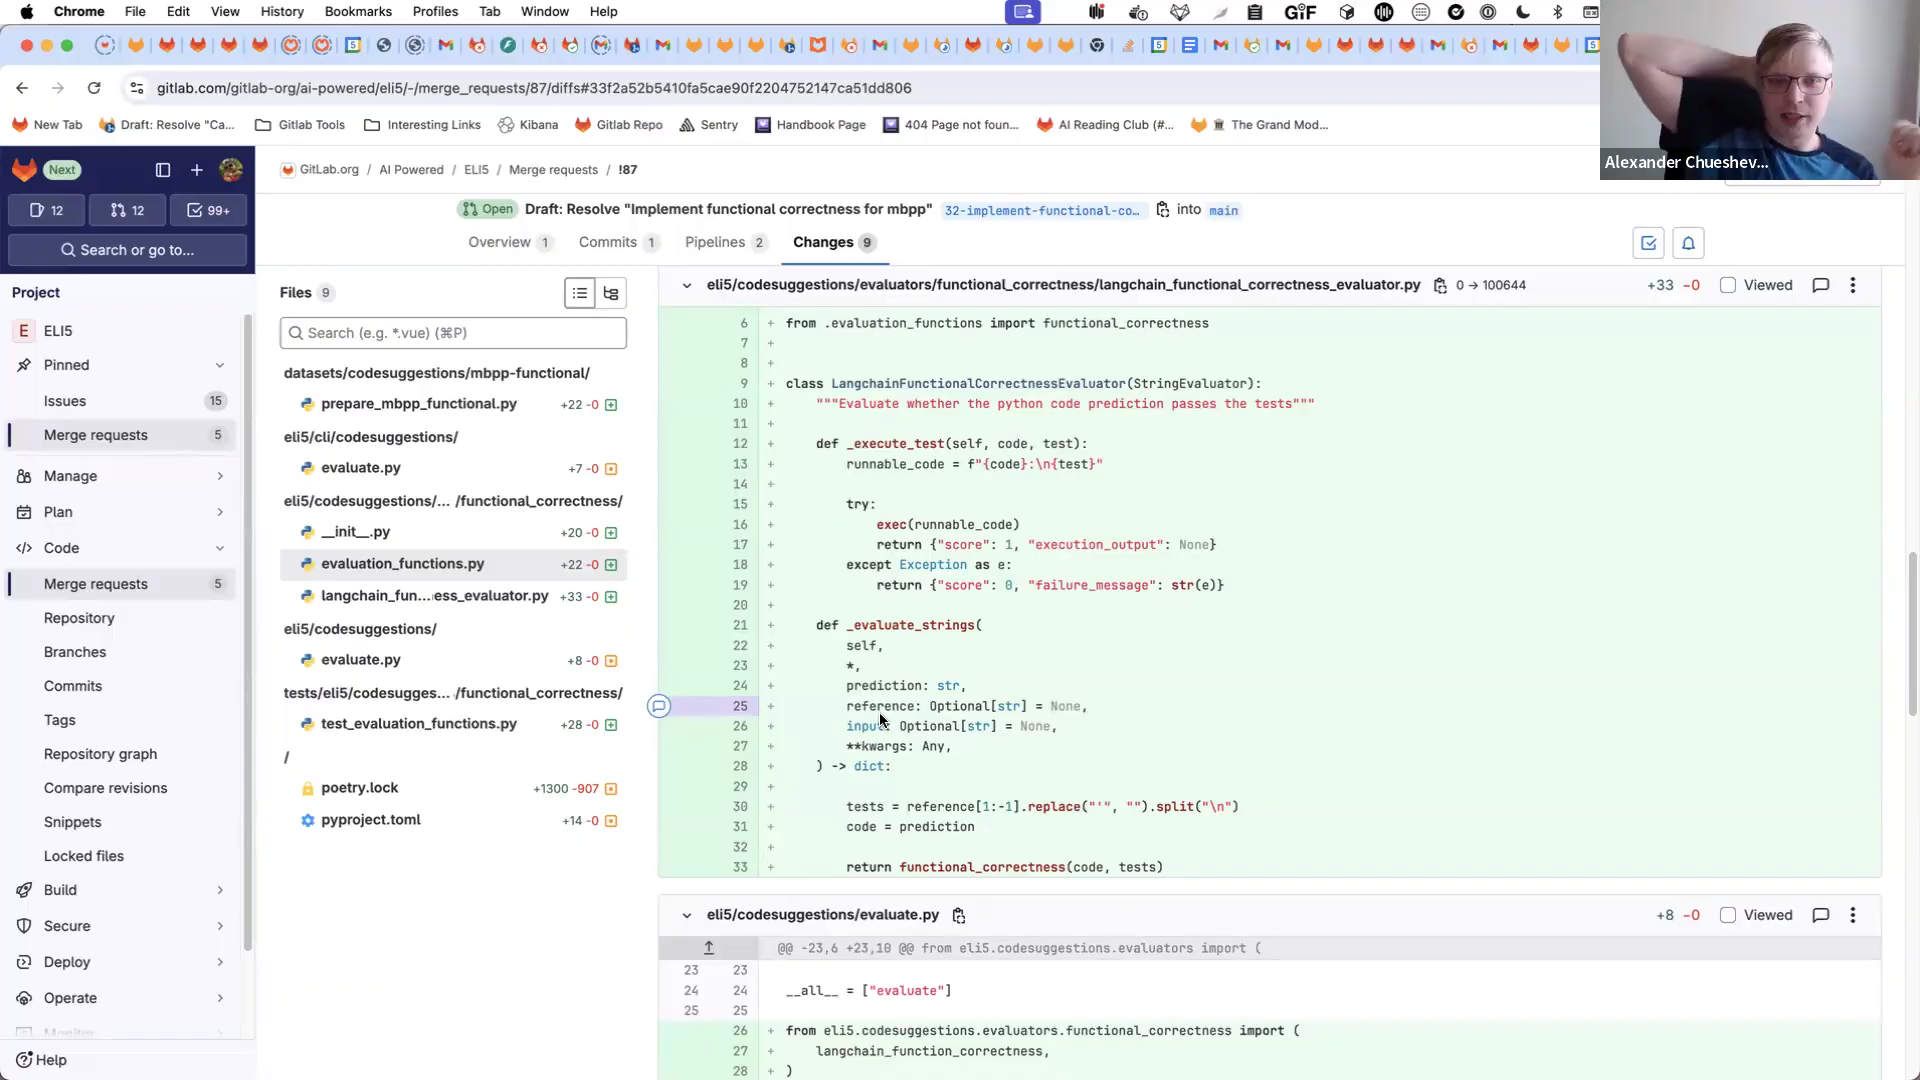 Chrome File Edit View History Bookmarks Profiles Tab Window Help
GIF
gitlab.com/gitlab-org/ai-powered/eli5/-/merge_requests/87/diffs#33f2a52b5410fa5cae90f2204752147ca51dd806
New Tab Draft: Resolve "Ca... Gitlab Tools Interesting Links Kibana Gitlab Repo Sentry Handbook Page 404 Page not foun... AI Reading Club (#... The Grand Mod...
Alexander Chueshev...
Next
12 12 99+
Search or go to...
Project
E ELI5
Pinned
Issues 15
Merge requests 5
Manage
Plan
Code
Merge requests 5
Repository
Branches
Commits
Tags
Repository graph
Compare revisions
Snippets
Locked files
Build
Secure
Deploy
Operate
Monitor
Help
GitLab.org / AI Powered / ELI5 / Merge requests / !87
Open Draft: Resolve "Implement functional correctness for mbpp" 32-implement-functional-co... into main
Overview 1 Commits 1 Pipelines 2 Changes 9
Files 9
Search (e.g. *.vue) (⌘P)
datasets/codesuggestions/mbpp-functional/
prepare_mbpp_functional.py +22 -0
eli5/cli/codesuggestions/
evaluate.py +7 -0
eli5/codesuggestions/... /functional_correctness/
__init__.py +20 -0
evaluation_functions.py +22 -0
langchain_fun...ess_evaluator.py +33 -0
eli5/codesuggestions/
evaluate.py +8 -0
tests/eli5/codesugges... /functional_correctness/
test_evaluation_functions.py +28 -0
/
poetry.lock +1300 -907
pyproject.toml +14 -0
eli5/codesuggestions/evaluators/functional_correctness/langchain_functional_correctness_evaluator.py 0 → 100644 +33 −0 Viewed
6 + from .evaluation_functions import functional_correctness
7 +
8 +
9 + class LangchainFunctionalCorrectnessEvaluator(StringEvaluator):
10 + """Evaluate whether the python code prediction passes the tests"""
11 +
12 + def _execute_test(self, code, test):
13 + runnable_code = f"{code}:\n{test}"
14 +
15 + try:
16 + exec(runnable_code)
17 + return {"score": 1, "execution_output": None}
18 + except Exception as e:
19 + return {"score": 0, "failure_message": str(e)}
20 +
21 + def _evaluate_strings(
22 + self,
23 + *,
24 + prediction: str,
25 + reference: Optional[str] = None,
26 + input: Optional[str] = None,
27 + **kwargs: Any,
28 + ) -> dict:
29 +
30 + tests = reference[1:-1].replace("'", "").split("\n")
31 + code = prediction
32 +
33 + return functional_correctness(code, tests)
eli5/codesuggestions/evaluate.py +8 −0 Viewed
@@ -23,6 +23,10 @@ from eli5.codesuggestions.evaluators import (
23 23
24 24 __all__ = ["evaluate"]
25 25
26 + from eli5.codesuggestions.evaluators.functional_correctness import (
27 + langchain_function_correctness,
28 + )